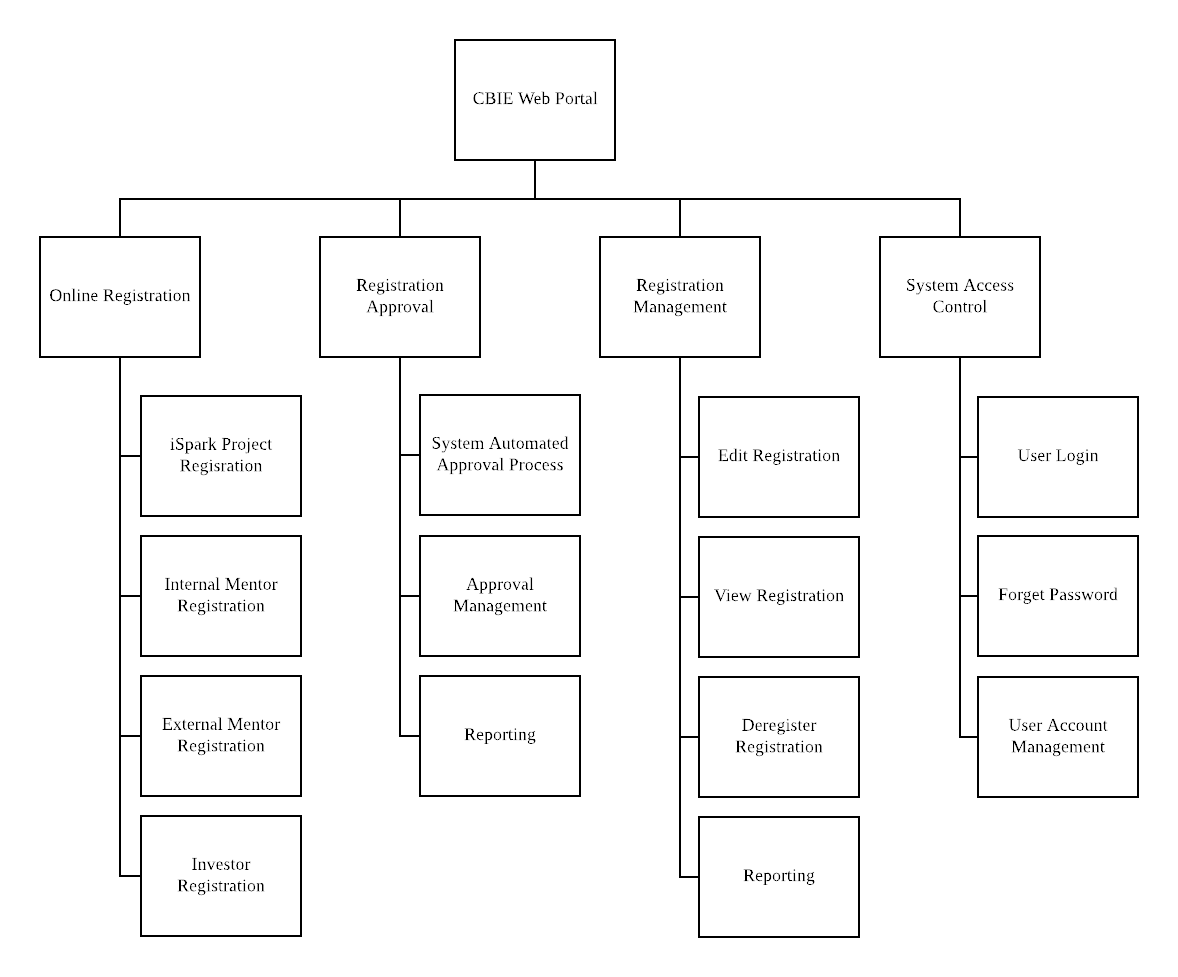 CBIE Web Portal
Online Registration
Registration
Approval
Registration
Management
System Access
Control
iSpark Project
Regisration
Internal Mentor
Registration
External Mentor
Registration
Investor
Registration
System Automated
Approval Process
Approval
Management
Reporting
Edit Registration
View Registration
Deregister
Registration
Reporting
User Login
Forget Password
User Account
Management